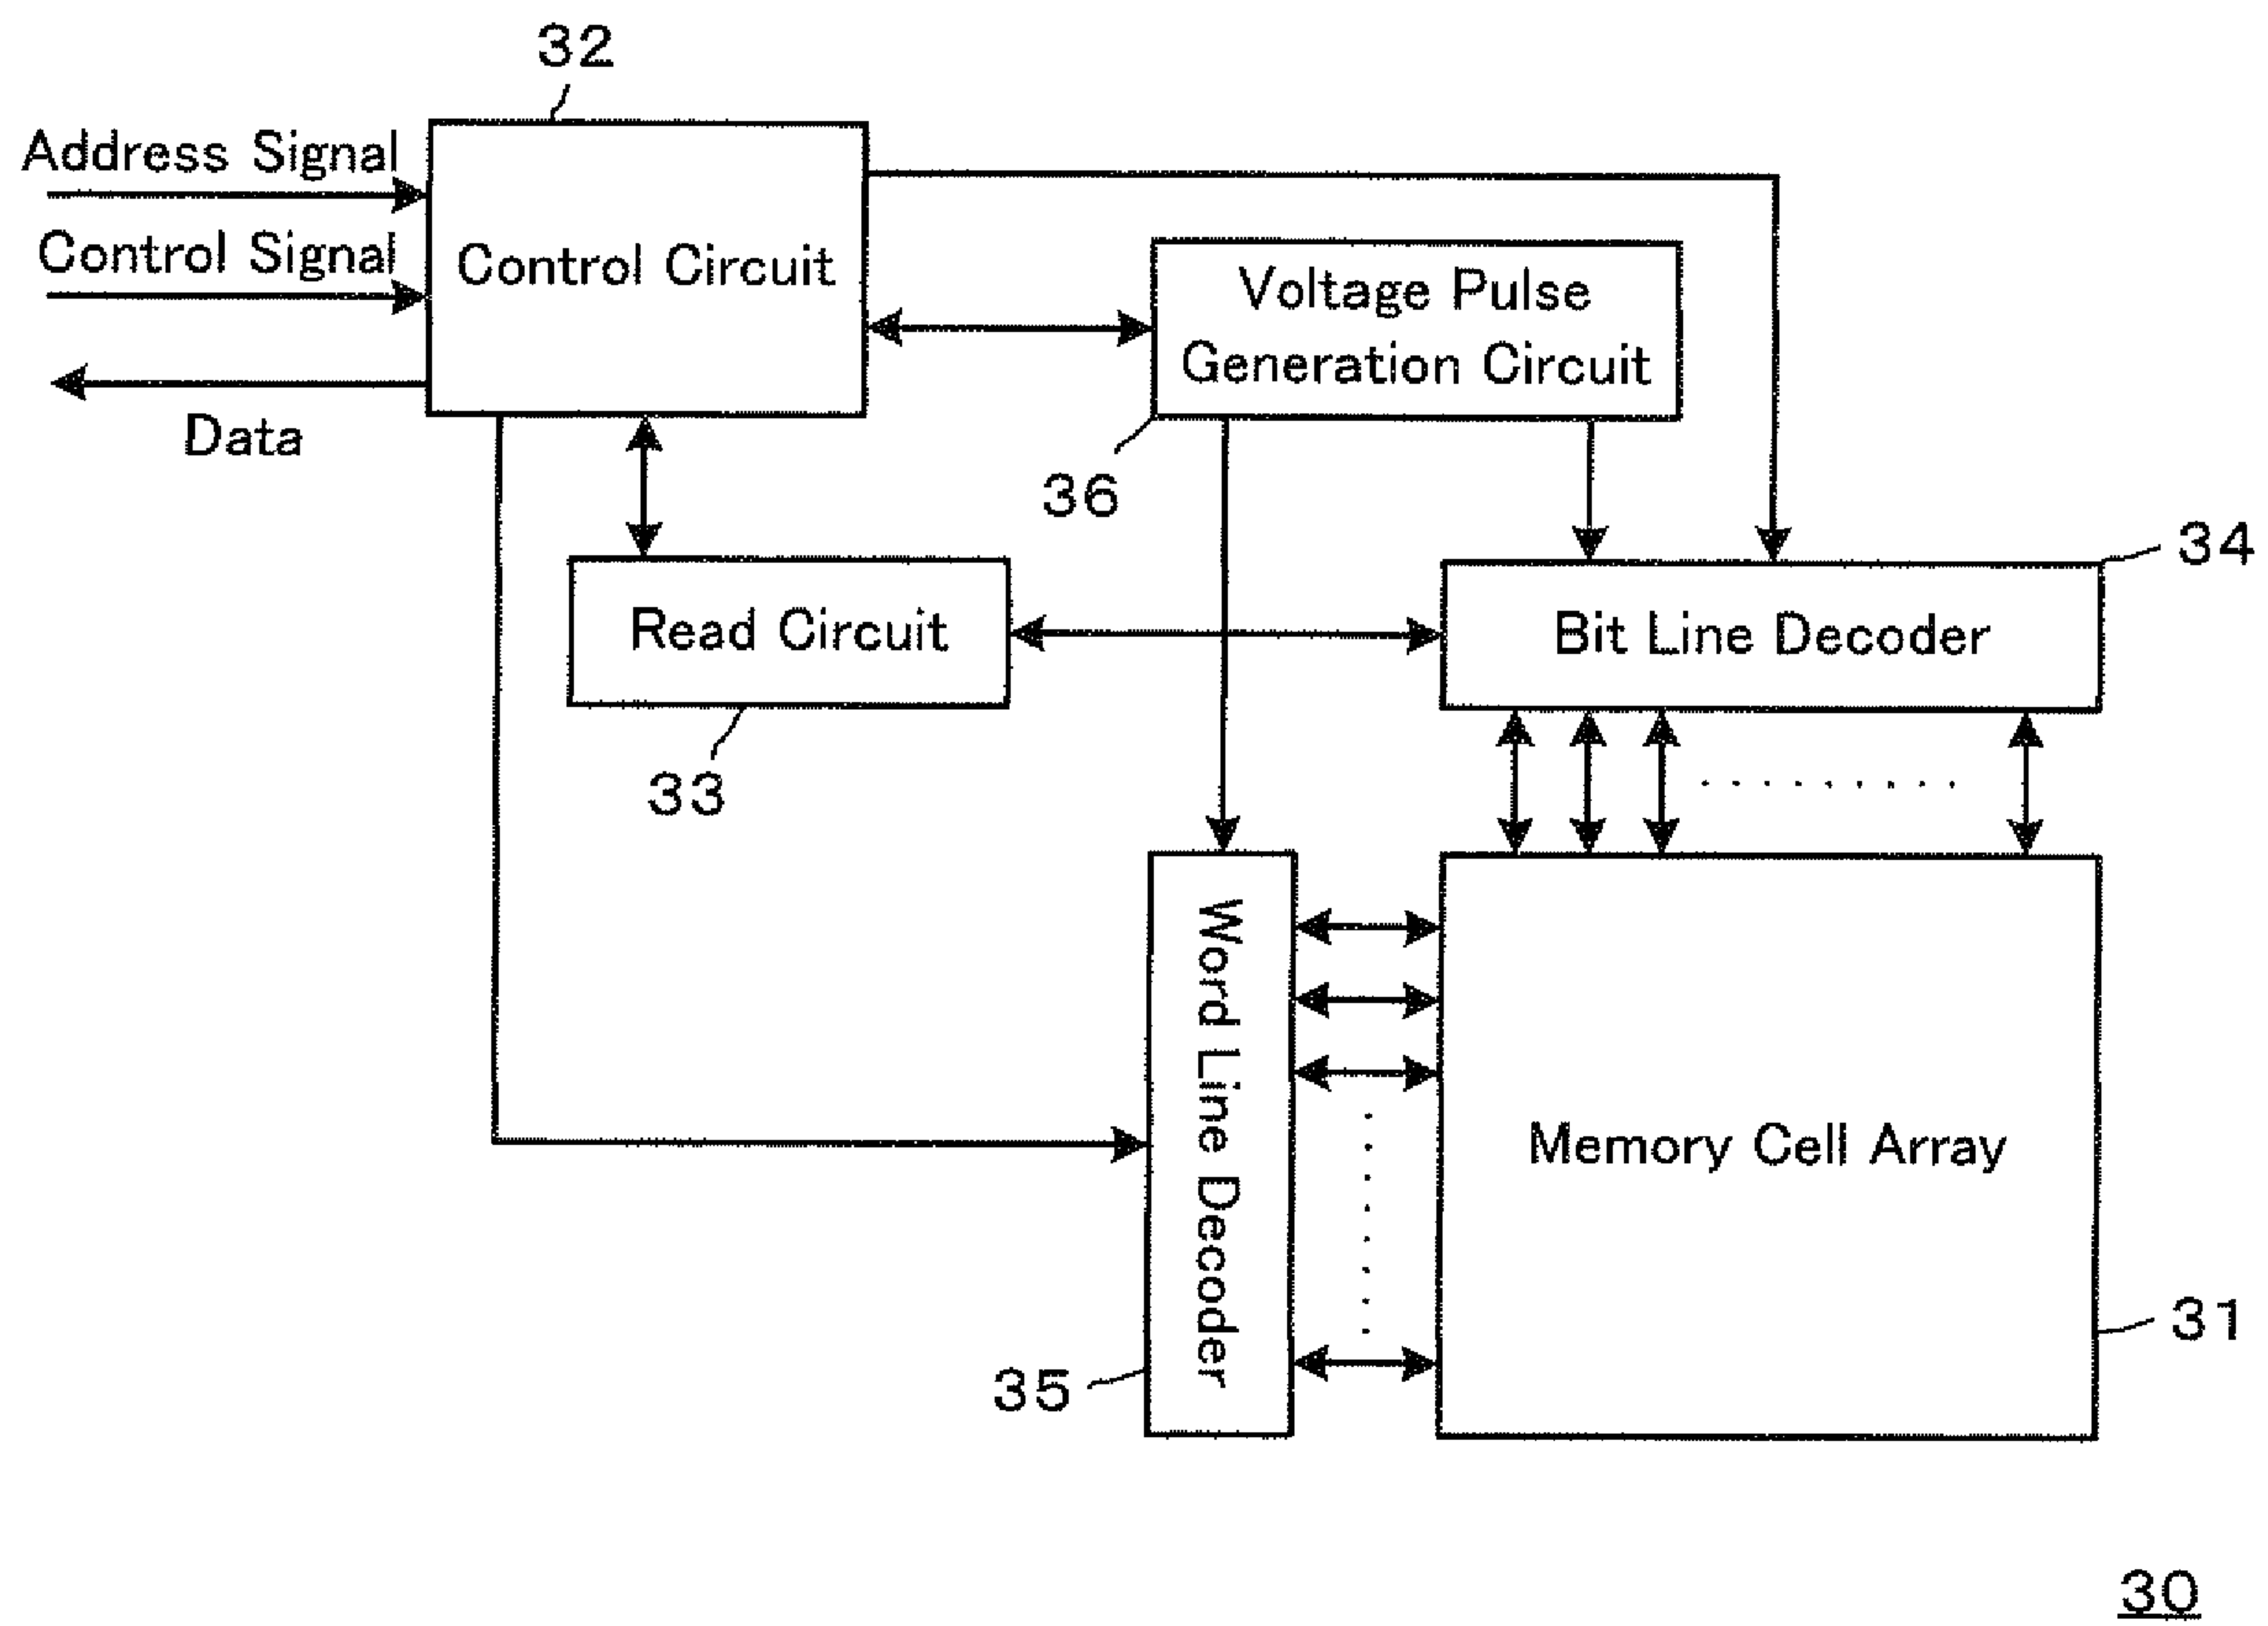 32
Address Signal
Control Signal
Data
Control Circuit
Voltage Pulse
Generation Circuit
36
34
Read Circuit
Bit Line Decoder
33
Word Line Decoder
Memory Cell Array
31
35
30